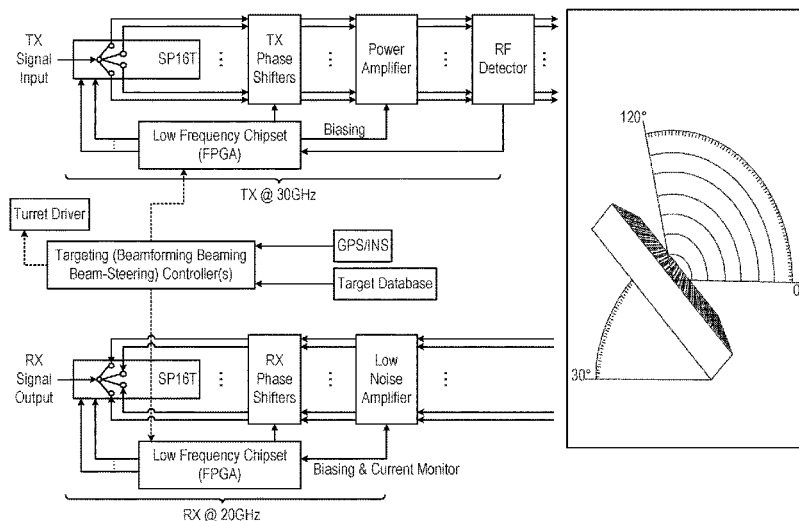 TX
Signal
Input
SP16T
TX
Phase
Shifters
Power
Amplifier
RF
Detector
Low Frequency Chipset
(FPGA)
Biasing
TX @ 30GHz
Turret Driver
Targeting (Beamforming Beaming
Beam-Steering) Controller(s)
GPS/INS
Target Database
RX
Signal
Output
SP16T
RX
Phase
Shifters
Low
Noise
Amplifier
Low Frequency Chipset
(FPGA)
Biasing & Current Monitor
RX @ 20GHz
120°
0
30°